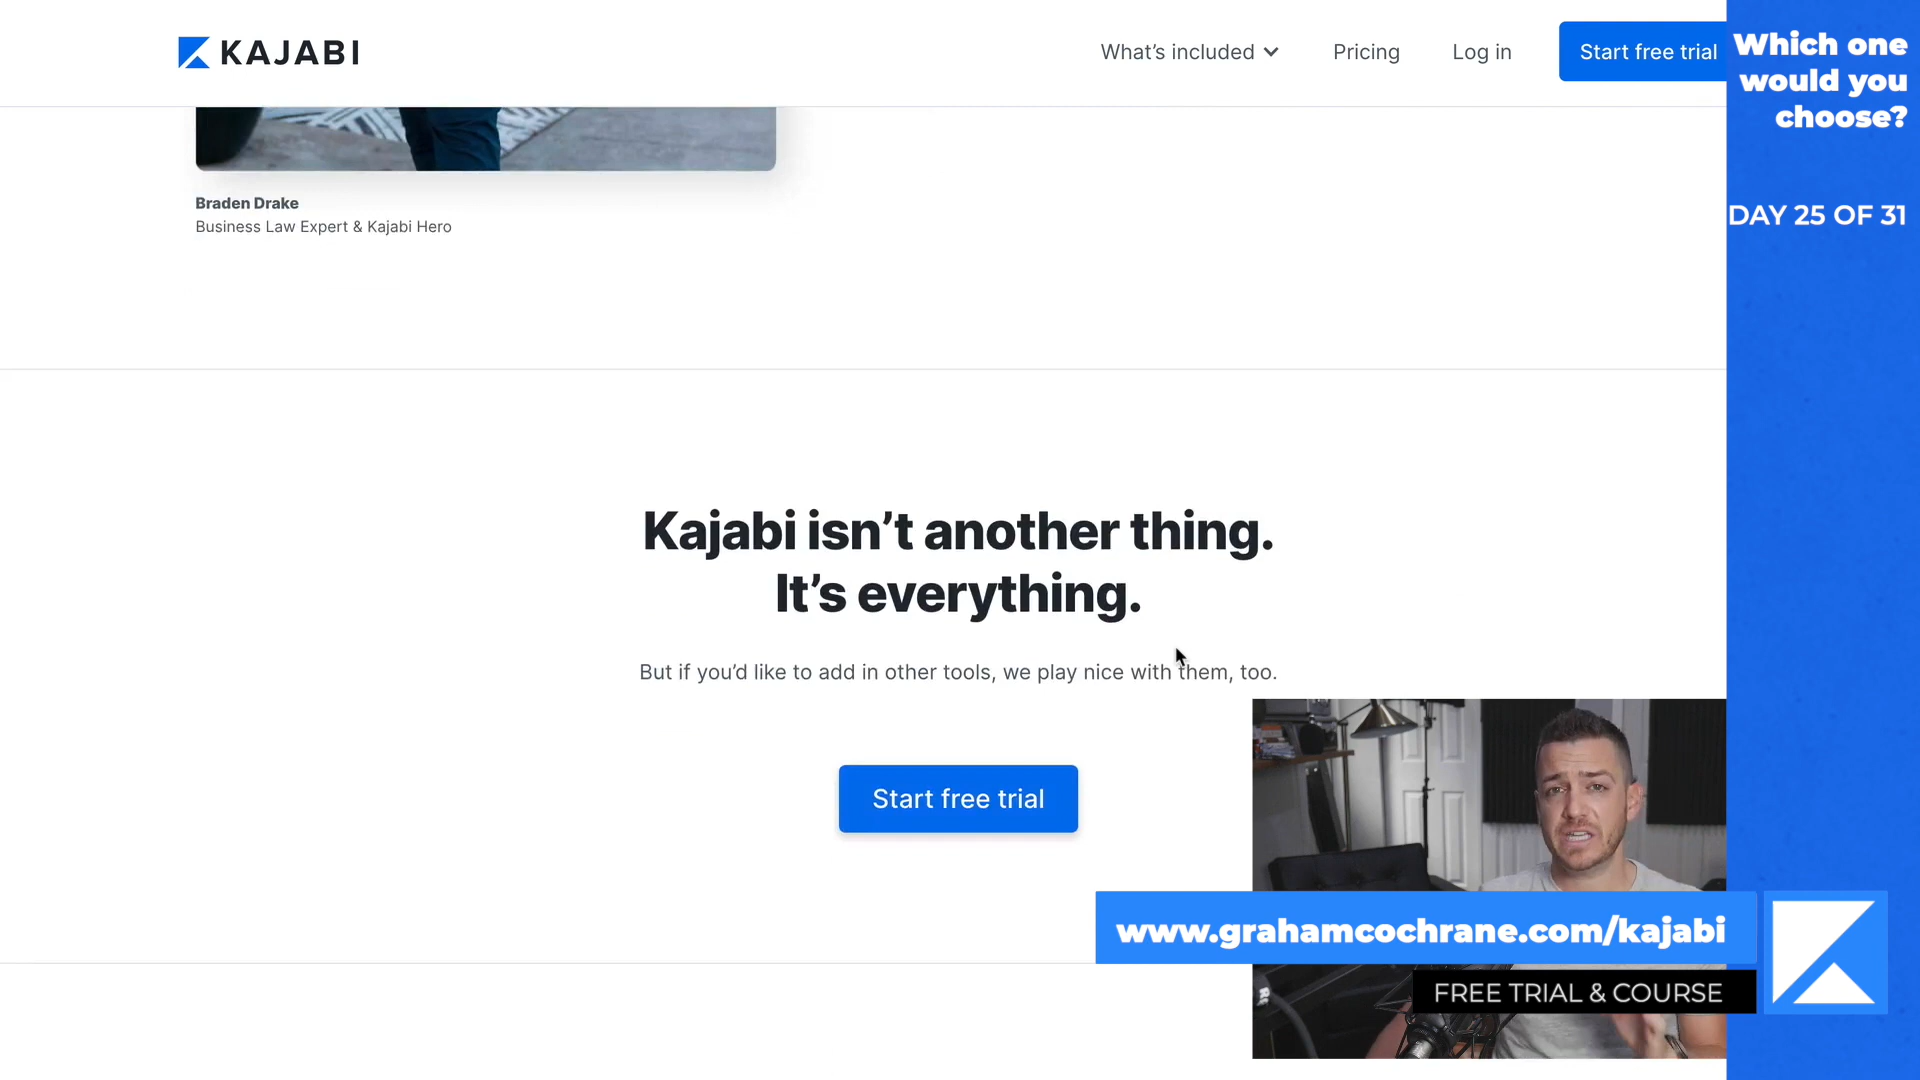 KAJABI
What's included
Pricing
Log in
Start free trial
Which one
would you
choose?
DAY 25 OF 31
Braden Drake
Business Law Expert & Kajabi Hero
Kajabi isn't another thing.
It's everything.
But if you'd like to add in other tools, we play nice with them, too.
Start free trial
www.grahamcochrane.com/kajabi
FREE TRIAL & COURSE